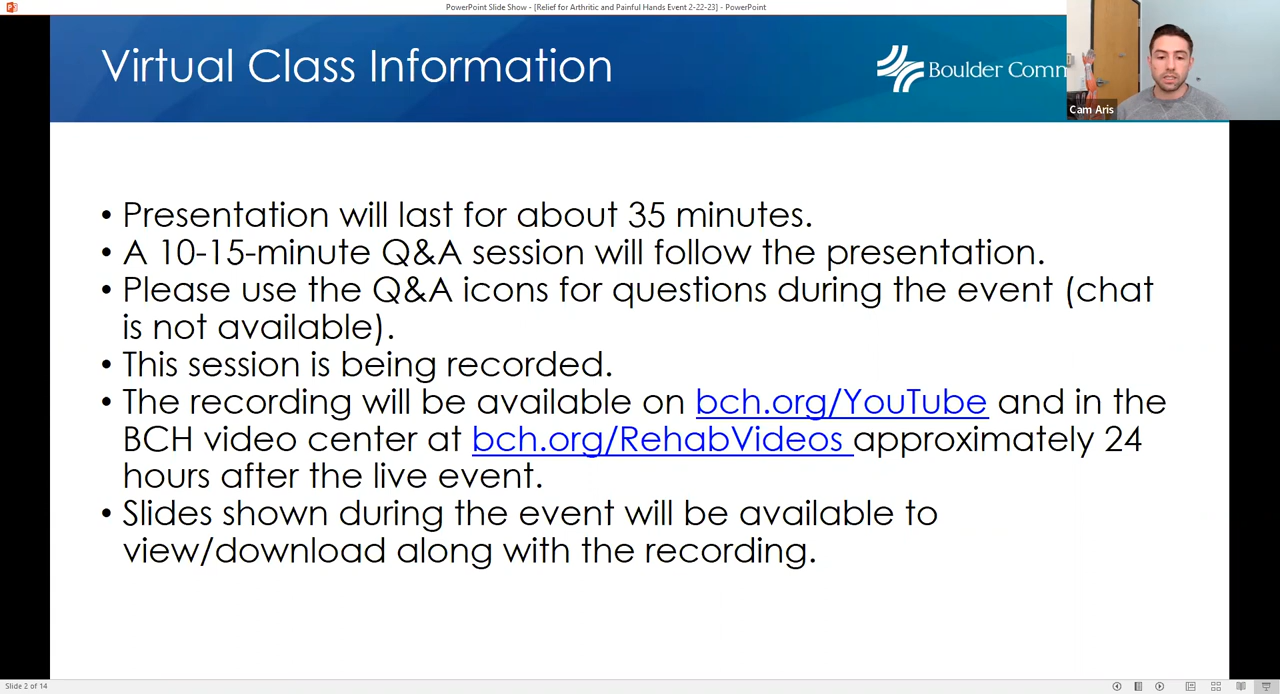 PowerPoint Slide Show - [Relief for Arthritic and Painful Hands Event 2-22-23] - PowerPoint
Virtual Class Information
Boulder Comm
Cam Aris
• Presentation will last for about 35 minutes.
• A 10-15-minute Q&A session will follow the presentation.
• Please use the Q&A icons for questions during the event (chat
is not available).
• This session is being recorded.
• The recording will be available on bch.org/YouTube and in the
BCH video center at bch.org/RehabVideos approximately 24
hours after the live event.
• Slides shown during the event will be available to
view/download along with the recording.
Slide 2 of 14